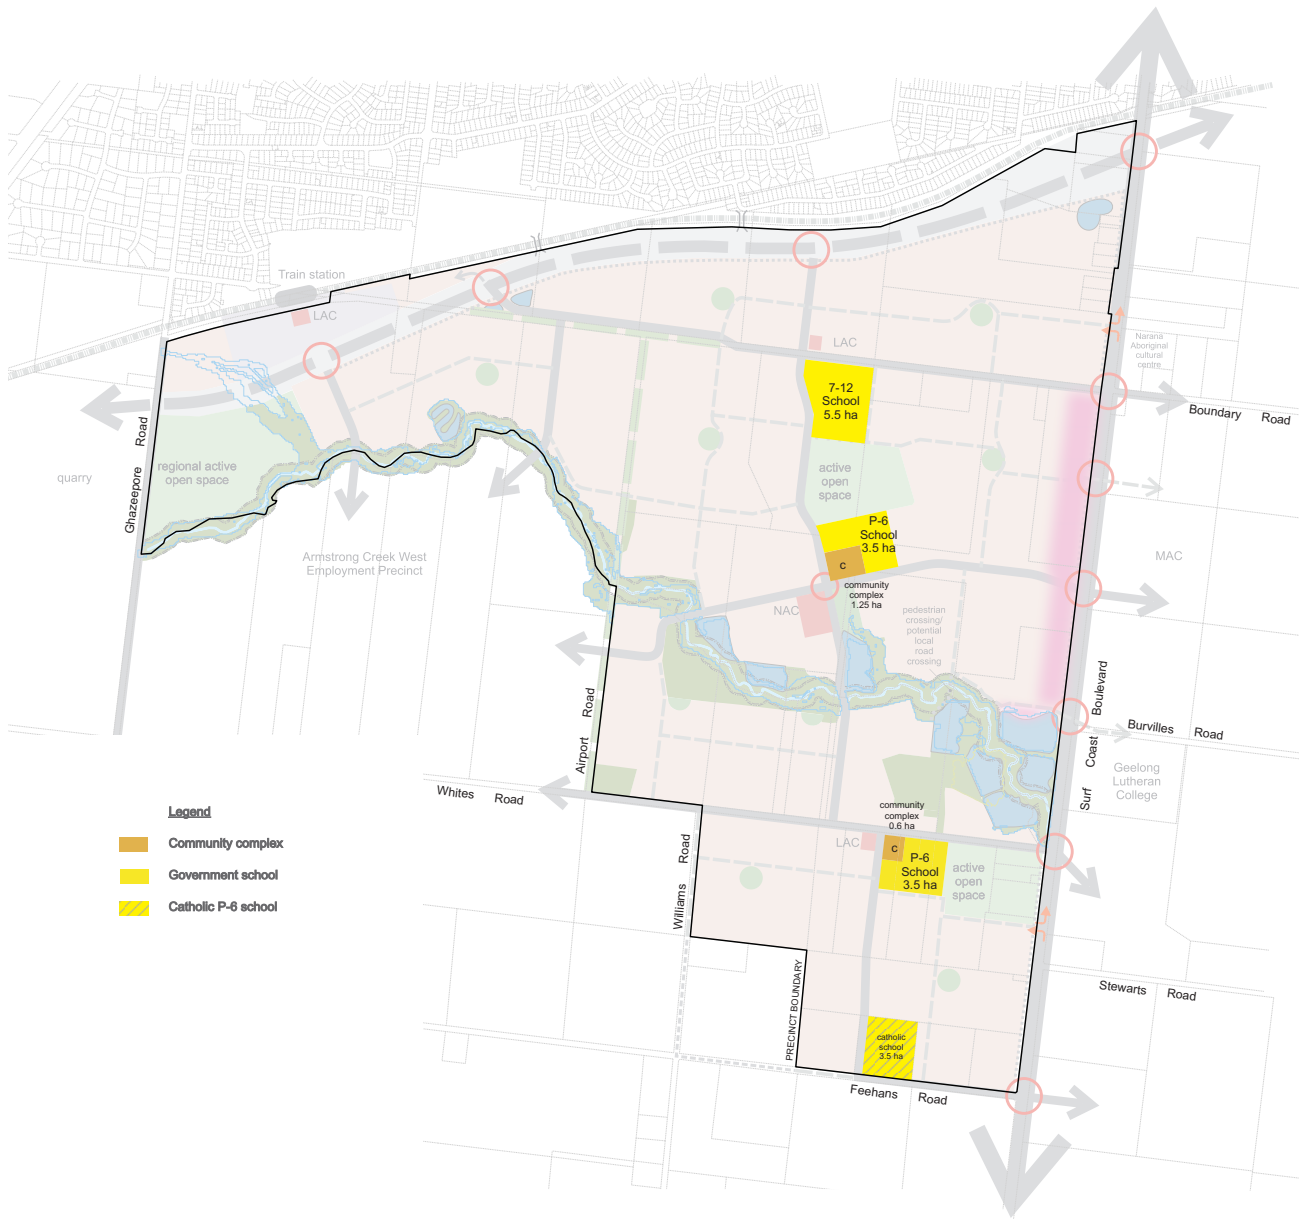 Train station
LAC
Narana
Aboriginal
cultural
centre
LAC
7-12
School
5.5 ha
Boundary Road
Ghazeepore Road
quarry
regional active
open space
active
open
space
P-6
School
3.5 ha
C
community
complex
1.25 ha
Armstrong Creek West
Employment Precinct
MAC
NAC
pedestrian
crossing/
potential
local
road
crossing
Surf Coast Boulevard
Burvilles Road
Airport Road
Geelong
Lutheran
College
Whites Road
community
complex
0.6 ha
LAC
C
P-6
School
3.5 ha
active
open
space
Williams Road
Legend
Community complex
Government school
Catholic P-6 school
PRECINCT BOUNDARY
Stewarts Road
catholic
school
3.5 ha
Feehans Road